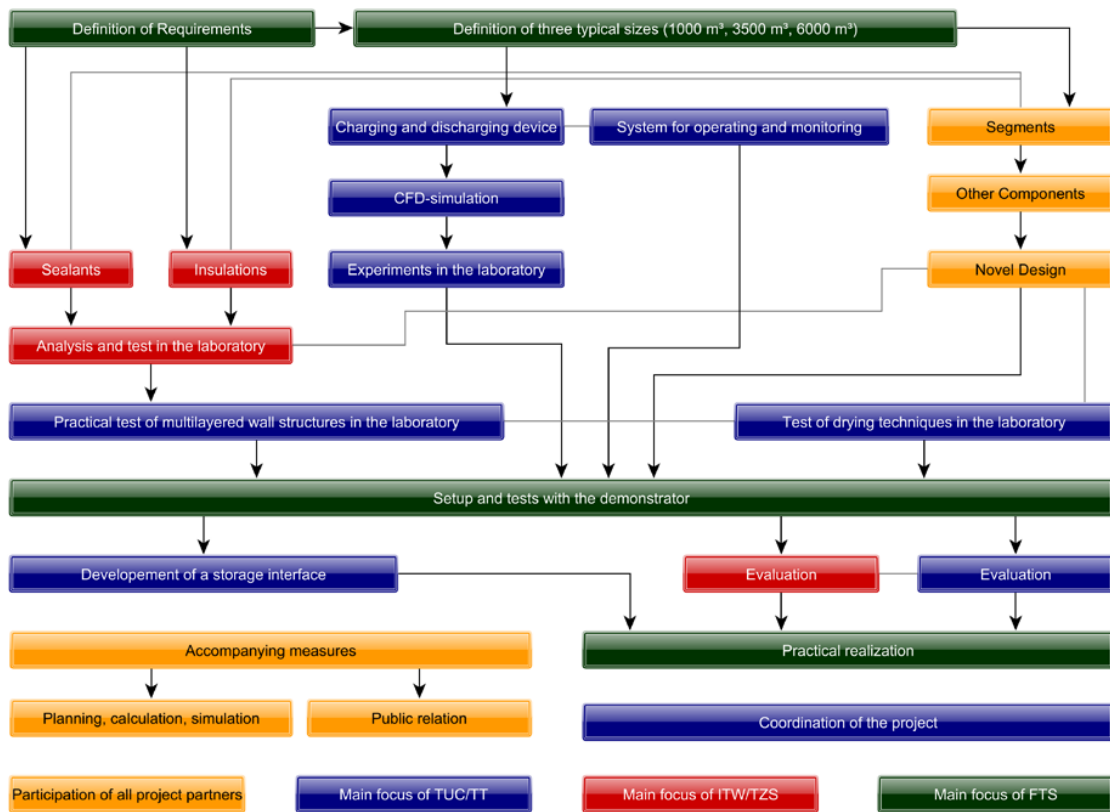 Definition of Requirements
Definition of three typical sizes (1000 m³, 3500 m³, 6000 m³)
Charging and discharging device
System for operating and monitoring
Segments
CFD-simulation
Other Components
Sealants
Insulations
Experiments in the laboratory
Novel Design
Analysis and test in the laboratory
Practical test of multilayered wall structures in the laboratory
Test of drying techniques in the laboratory
Setup and tests with the demonstrator
Developement of a storage interface
Evaluation
Evaluation
Accompanying measures
Practical realization
Planning, calculation, simulation
Public relation
Coordination of the project
Participation of all project partners
Main focus of TUC/TT
Main focus of ITW/TZS
Main focus of FTS